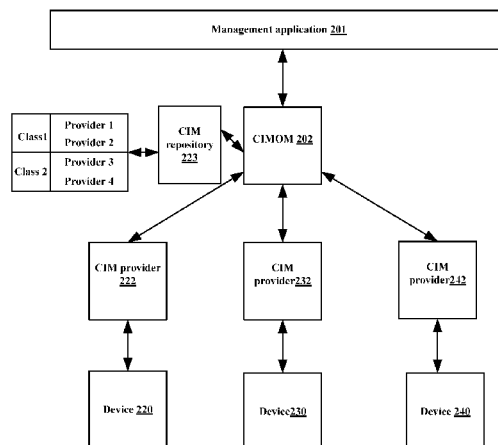 Management application 201
Class1
Provider 1
Provider 2
Class 2
Provider 3
Provider 4
CIM
repository
223
CIMOM 202
CIM provider
222
CIM
provider232
CIM
provider242
Device 220
Device230
Device 240